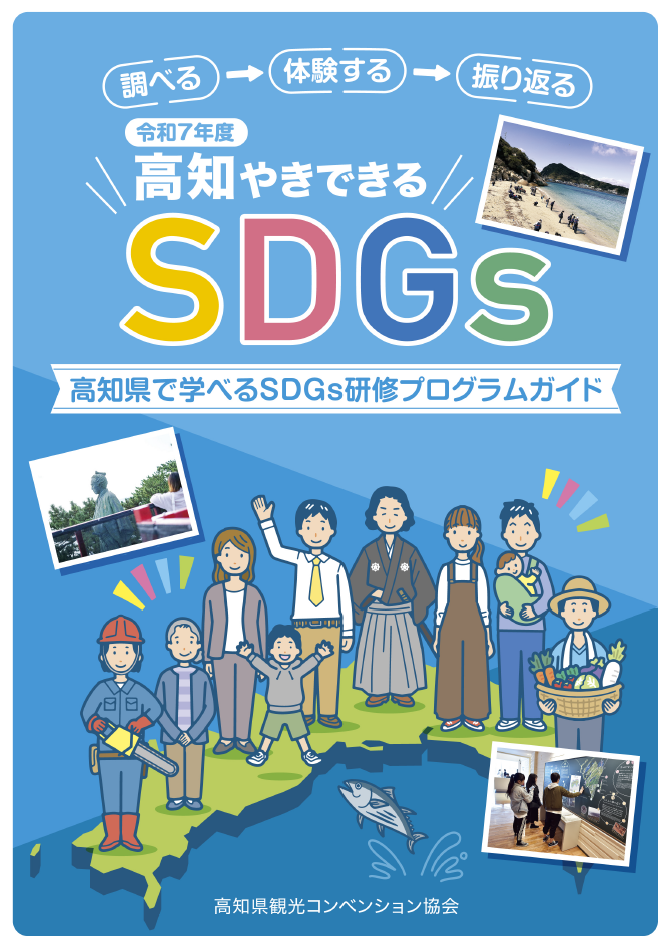 調べる → 体験する → 振り返る
令和7年度
高知やきできる
SDGs
高知県で学べるSDGs研修プログラムガイド
高知県観光コンベンション協会